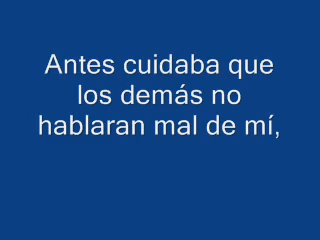 Antes cuidaba que
los demás no
hablaran mal de mí,